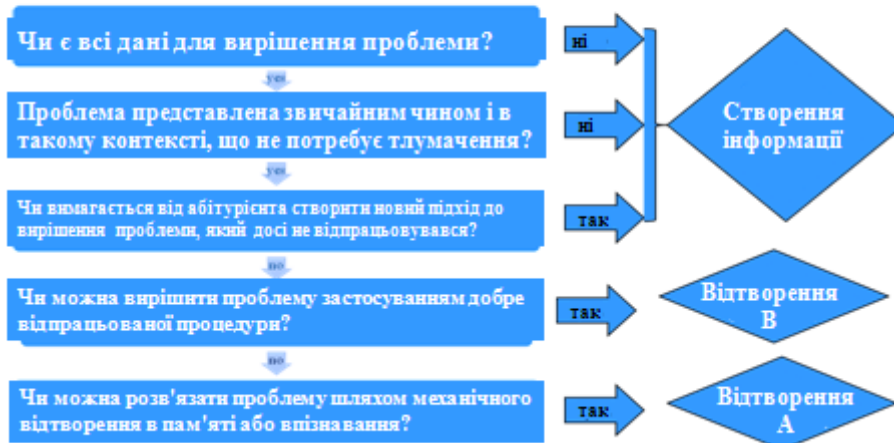 Чи є всі дані для вирішення проблеми?
ні
yes
Проблема представлена звичайним чином і в
такому контексті, що не потребує тлумачення?
ні
Створення
інформації
yes
Чи вимагається від абітурієнта створити новий підхід до
вирішення проблеми, який досі не відпрацьовувався?
так
no
Чи можна вирішити проблему застосуванням добре
відпрацьованої процедури?
так
Відтворення
В
no
Чи можна розв'язати проблему шляхом механічного
відтворення в пам'яті або впізнавання?
так
Відтворення
А